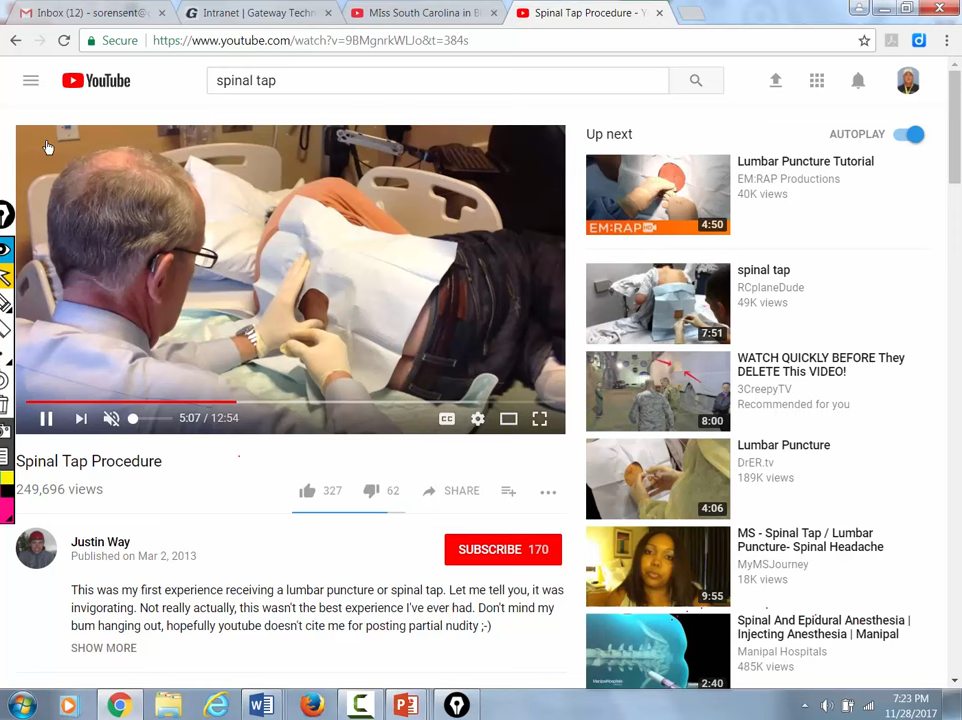 Inbox (12) - sorensent@c
Intranet | Gateway Techn
MIss South Carolina in B
Spinal Tap Procedure - Y
Secure
https://www.youtube.com/watch?v=9BMgnrkWLJo&t=384s
YouTube
spinal tap
Up next
AUTOPLAY
Lumbar Puncture Tutorial
EM:RAP Productions
40K views
EM:RAP HD
4:50
spinal tap
RCplaneDude
49K views
7:51
WATCH QUICKLY BEFORE They
DELETE This VIDEO!
3CreepyTV
Recommended for you
8:00
5:07 / 12:54
CC
Lumbar Puncture
DrER.tv
189K views
4:06
Spinal Tap Procedure
249,696 views
327
62
SHARE
MS - Spinal Tap / Lumbar
Puncture- Spinal Headache
MyMSJourney
18K views
9:55
Justin Way
Published on Mar 2, 2013
SUBSCRIBE 170
This was my first experience receiving a lumbar puncture or spinal tap. Let me tell you, it was
invigorating. Not really actually, this wasn't the best experience I've ever had. Don't mind my
bum hanging out, hopefully youtube doesn't cite me for posting partial nudity ;-)
SHOW MORE
Spinal And Epidural Anesthesia |
Injecting Anesthesia | Manipal
Manipal Hospitals
485K views
2:40
7:23 PM
11/28/2017